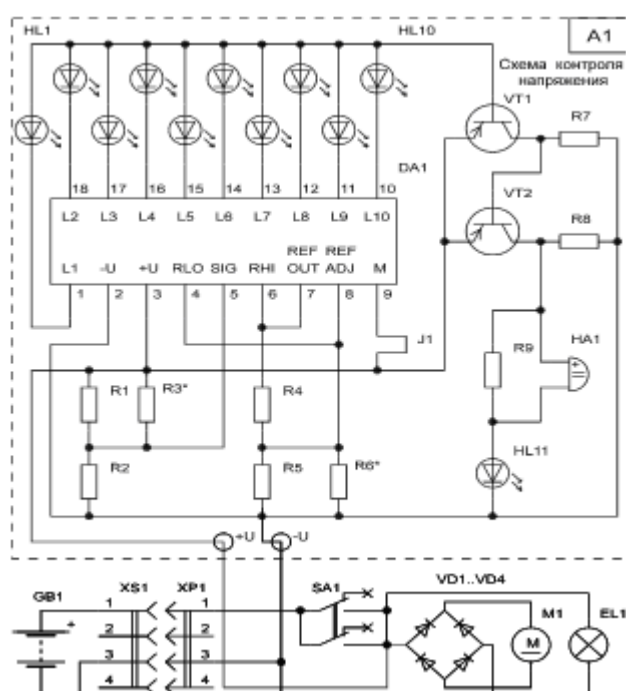 HL1 HL10 A1
Схема контроля
напряжения
VT1
R7
DA1
18 17 16 15 14 13 12 11 10
L2 L3 L4 L5 L6 L7 L8 L9 L10
VT2
R8
REF REF
L1 -U +U RLO SIG RHI OUT ADJ M
1 2 3 4 5 6 7 8 9
J1
R9 HA1
R1 R3* R4
HL11
R2 R5 R6*
+U -U
GB1 XS1 XP1 SA1 VD1..VD4
+ 1 1 M1 EL1
2 2
M
3 3
4 4